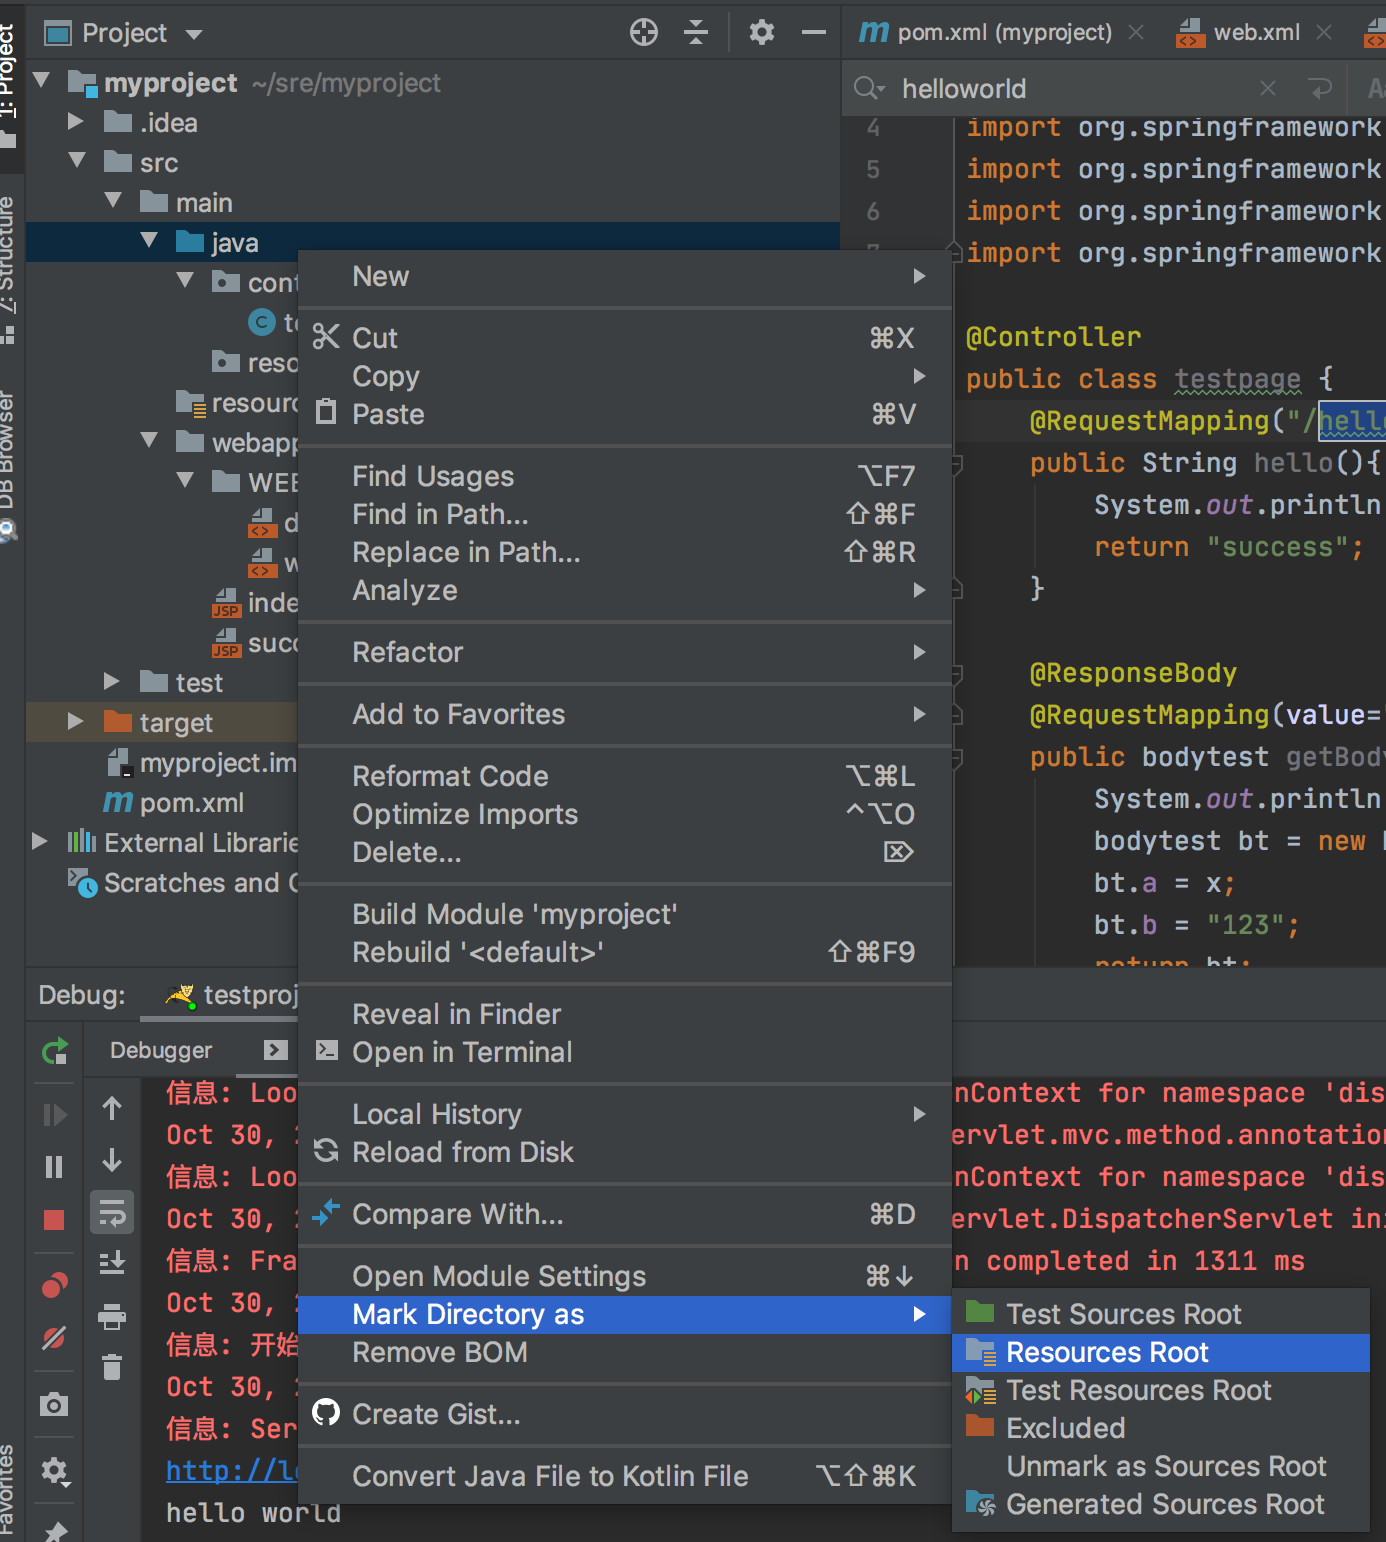 Project
pom.xml (myproject)
web.xml
1: Project
myproject ~/sre/myproject
helloworld
.idea
src
main
java
resou
webapp
test
target
myproject.im
pom.xml
External Librarie
Scratches and
7: Structure
DB Browser
Favorites
4 import org.springframework
5 import org.springframework
6 import org.springframework
import org.springframework
@Controller
public class testpage {
@RequestMapping("/hello
public String hello(){
System.out.println
return "success";
}
@ResponseBody
@RequestMapping(value=
public bodytest getBody
System.out.println
bodytest bt = new
bt.a = x;
bt.b = "123";
return bt;
New
Cut ⌘X
Copy
Paste ⌘V
Find Usages ⌥F7
Find in Path... ⇧⌘F
Replace in Path... ⇧⌘R
Analyze
Refactor
Add to Favorites
Reformat Code ⌥⌘L
Optimize Imports ^⌥O
Delete... ⌦
Build Module 'myproject'
Rebuild '<default>' ⇧⌘F9
Reveal in Finder
Open in Terminal
Local History
Reload from Disk
Compare With... ⌘D
Open Module Settings ⌘↓
Mark Directory as
Remove BOM
Create Gist...
Convert Java File to Kotlin File ⌥⇧⌘K
Test Sources Root
Resources Root
Test Resources Root
Excluded
Unmark as Sources Root
Generated Sources Root
Debug: testproj
Debugger
信息: Loo nContext for namespace 'dis
Oct 30, ervlet.mvc.method.annotation
信息: Loo nContext for namespace 'dis
Oct 30, ervlet.DispatcherServlet in
信息: Fra n completed in 1311 ms
Oct 30,
信息: 开始
Oct 30,
信息: Ser
http://l
hello world